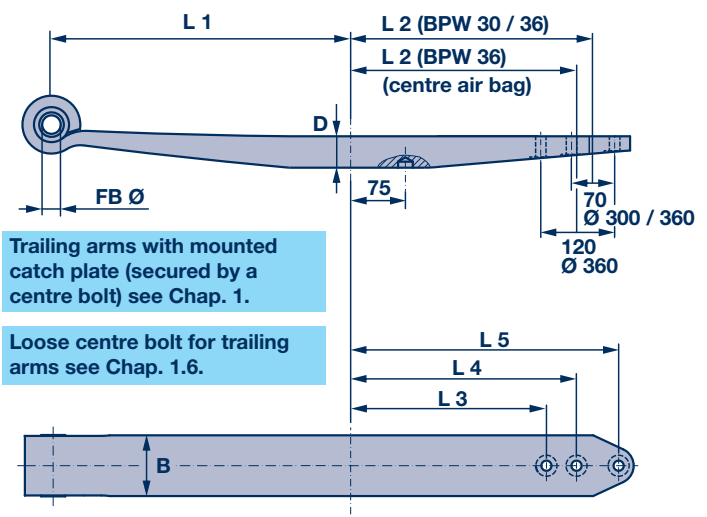 L 1
L 2 (BPW 30 / 36)
L 2 (BPW 36)
(centre air bag)
D
75
FB Ø
70
Ø 300 / 360
120
Ø 360
Trailing arms with mounted
catch plate (secured by a
centre bolt) see Chap. 1.
Loose centre bolt for trailing
arms see Chap. 1.6.
L 5
L 4
L 3
B